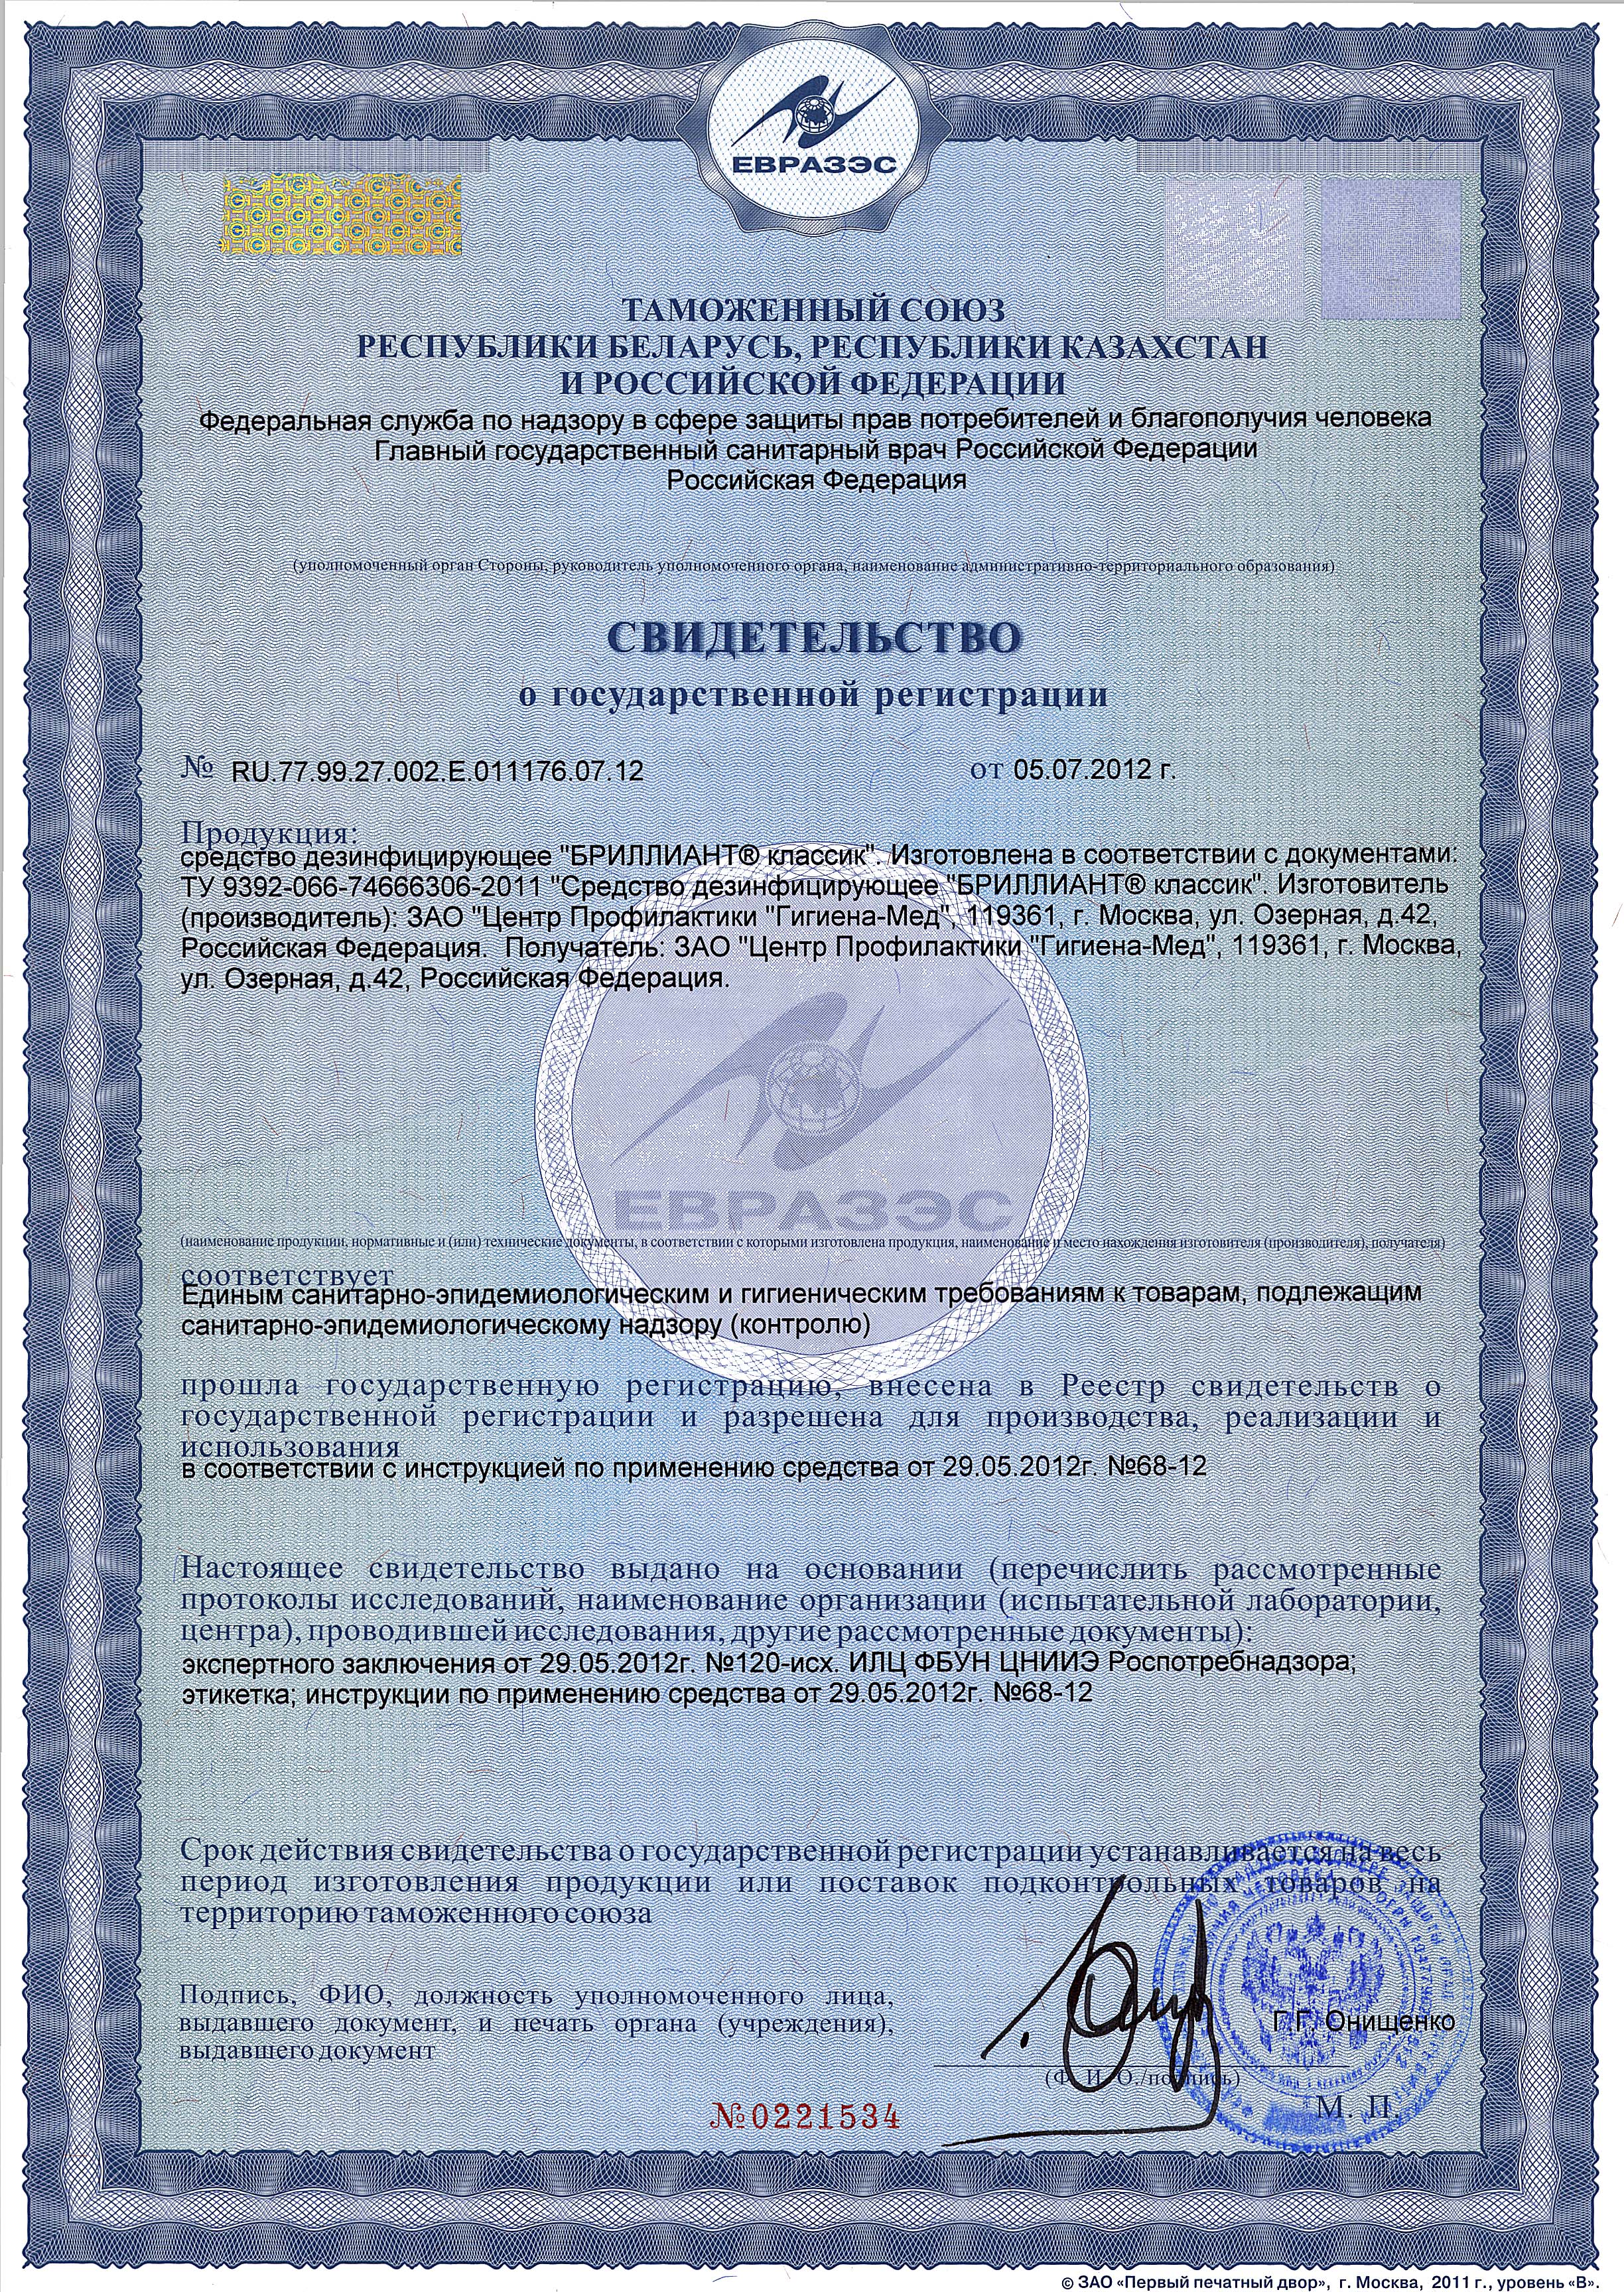 ЕВРАЗЭС
ТАМОЖЕННЫЙ СОЮЗ
РЕСПУБЛИКИ БЕЛАРУСЬ, РЕСПУБЛИКИ КАЗАХСТАН
И РОССИЙСКОЙ ФЕДЕРАЦИИ
Федеральная служба по надзору в сфере защиты прав потребителей и благополучия человека
Главный государственный санитарный врач Российской Федерации
Российская Федерация
(уполномоченный орган Стороны, руководитель уполномоченного органа, наименование административно-территориального образования)
СВИДЕТЕЛЬСТВО
о государственной регистрации
№ RU.77.99.27.002.E.011176.07.12 от 05.07.2012 г.
Продукция:
средство дезинфицирующее "БРИЛЛИАНТ® классик". Изготовлена в соответствии с документами:
ТУ 9392-066-74666306-2011 "Средство дезинфицирующее "БРИЛЛИАНТ® классик". Изготовитель
(производитель): ЗАО "Центр Профилактики "Гигиена-Мед", 119361, г. Москва, ул. Озерная, д.42,
Российская Федерация. Получатель: ЗАО "Центр Профилактики "Гигиена-Мед", 119361, г. Москва,
ул. Озерная, д.42, Российская Федерация.
ЕВРАЗЭС
(наименование продукции, нормативные и (или) технические документы, в соответствии с которыми изготовлена продукция, наименование и место нахождения изготовителя (производителя), получателя)
соответствует
Единым санитарно-эпидемиологическим и гигиеническим требованиям к товарам, подлежащим
санитарно-эпидемиологическому надзору (контролю)
прошла государственную регистрацию, внесена в Реестр свидетельств о
государственной регистрации и разрешена для производства, реализации и
использования
в соответствии с инструкцией по применению средства от 29.05.2012г. №68-12
Настоящее свидетельство выдано на основании (перечислить рассмотренные
протоколы исследований, наименование организации (испытательной лаборатории,
центра), проводившей исследования, другие рассмотренные документы):
экспертного заключения от 29.05.2012г. №120-исх. ИЛЦ ФБУН ЦНИИЭ Роспотребнадзора;
этикетка; инструкции по применению средства от 29.05.2012г. №68-12
Срок действия свидетельства о государственной регистрации устанавливается на весь
период изготовления продукции или поставок подконтрольных товаров на
территорию таможенного союза
Подпись, ФИО, должность уполномоченного лица,
выдавшего документ, и печать органа (учреждения),
выдавшего документ
Г.Г. Онищенко
(Ф. И. О./подпись)
М. П.
№0221534
© ЗАО «Первый печатный двор», г. Москва, 2011 г., уровень «В».